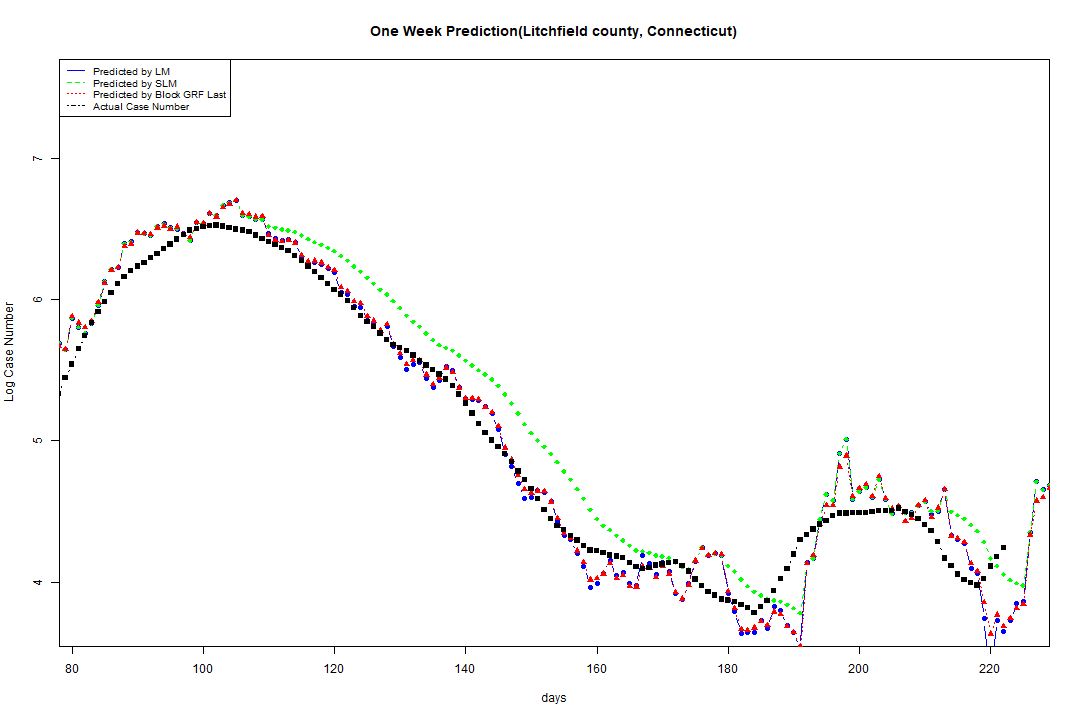 One Week Prediction(Litchfield county, Connecticut)
Predicted by LM
Predicted by SLM
Predicted by Block GRF Last
Actual Case Number
7
6
5
4
Log Case Number
80 100 120 140 160 180 200 220
days